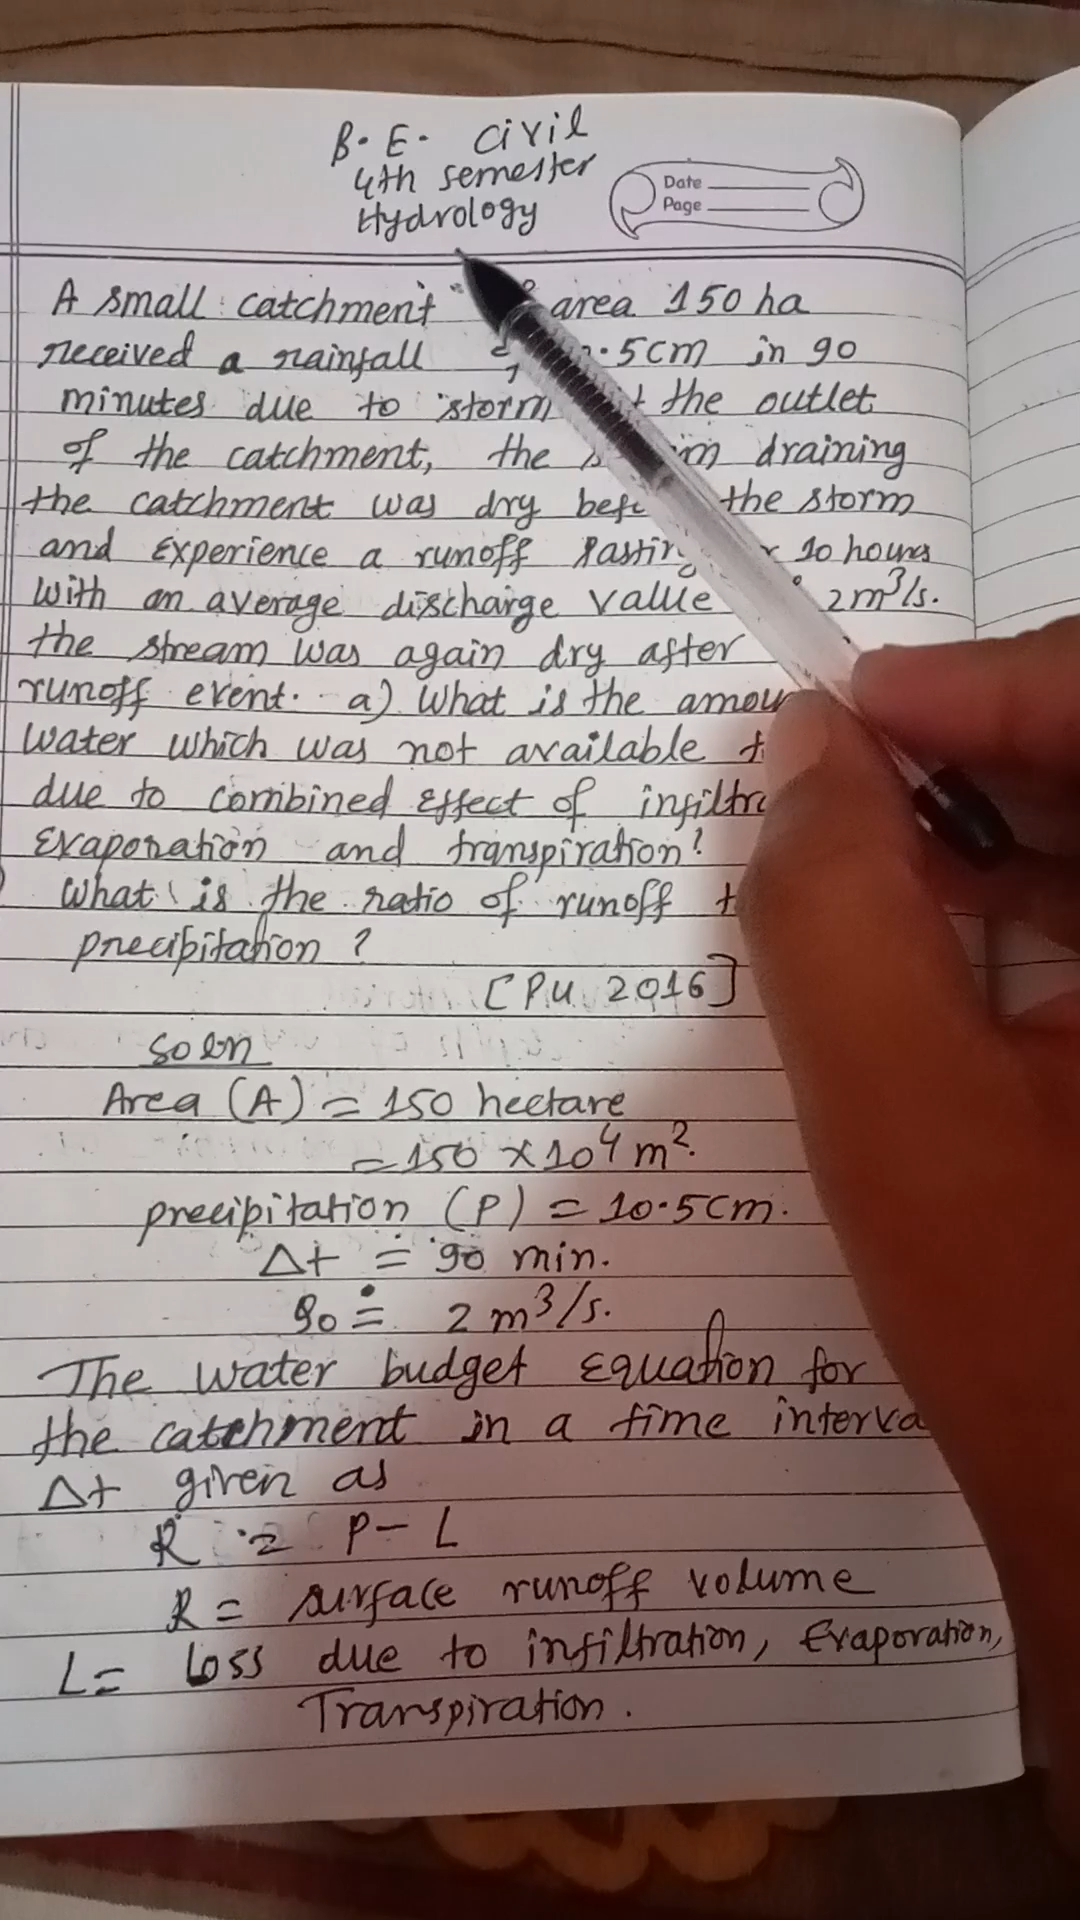 B.E. Civil
4th semester
Hydrology
Date
Page
A small catchment area 150 ha
received a rainfall .5cm in 90
minutes due to storm the outlet
of the catchment, the draining
the catchment was dry the storm
and Experience a runoff 10 hours
with an average discharge value 2m³/s.
the stream was again dry after
runoff event. a) What is the
water which was not available
due to combined Effect of
Evaporation and transpiration?
What is the ratio of runoff
precipitation?
[PU 2016]
Soln
Area (A) = 150 hectare
= 150 × 10⁴ m².
precipitation (P) = 10.5cm.
Δt = 90 min.
= 2 m³/s.
The water budget Equation for
the catchment in a time
Δt given as
R = P - L
R = surface runoff volume
L = Loss due to infiltration, Evaporation,
Transpiration.